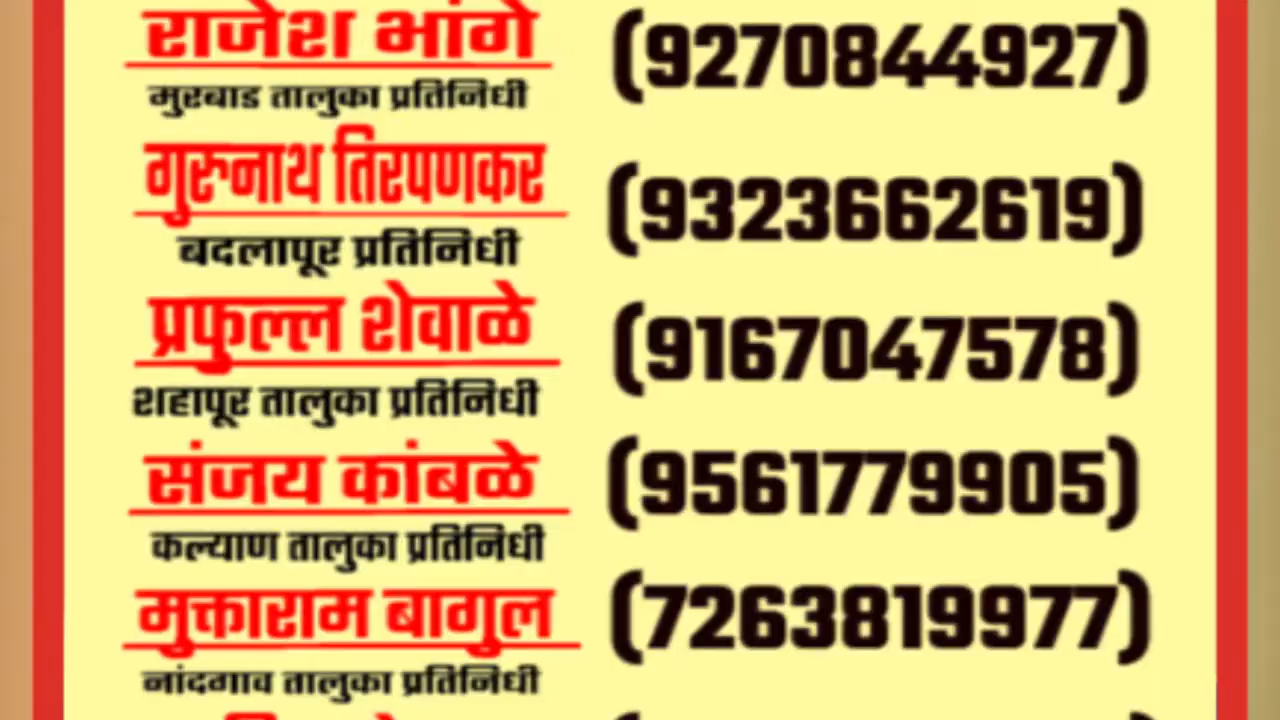 राजेश भांगे (9270844927)
मुरबाड तालुका प्रतिनिधी
गुरुनाथ तिरपणकर (9323662619)
बदलापूर प्रतिनिधी
प्रफुल्ल शेवाळे (9167047578)
शहापूर तालुका प्रतिनिधी
संजय कांबळे (9561779905)
कल्याण तालुका प्रतिनिधी
मुक्ताराम बागुल (7263819977)
नांदगाव तालुका प्रतिनिधी